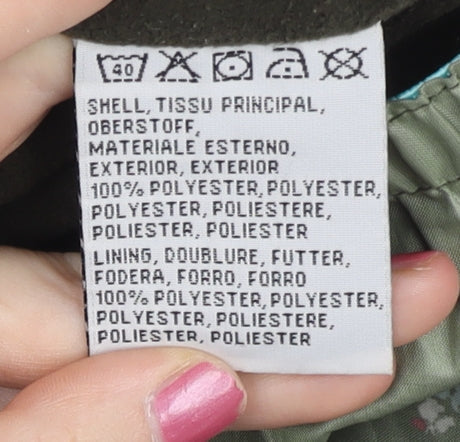 40
SHELL, TISSU PRINCIPAL,
OBERSTOFF,
MATERIALE ESTERNO,
EXTERIOR, EXTERIOR
100% POLYESTER, POLYESTER,
POLYESTER, POLIESTERE,
POLIESTER, POLIESTER
LINING, DOUBLURE, FUTTER,
FODERA, FORRO, FORRO
100% POLYESTER, POLYESTER,
POLYESTER, POLIESTERE,
POLIESTER, POLIESTER